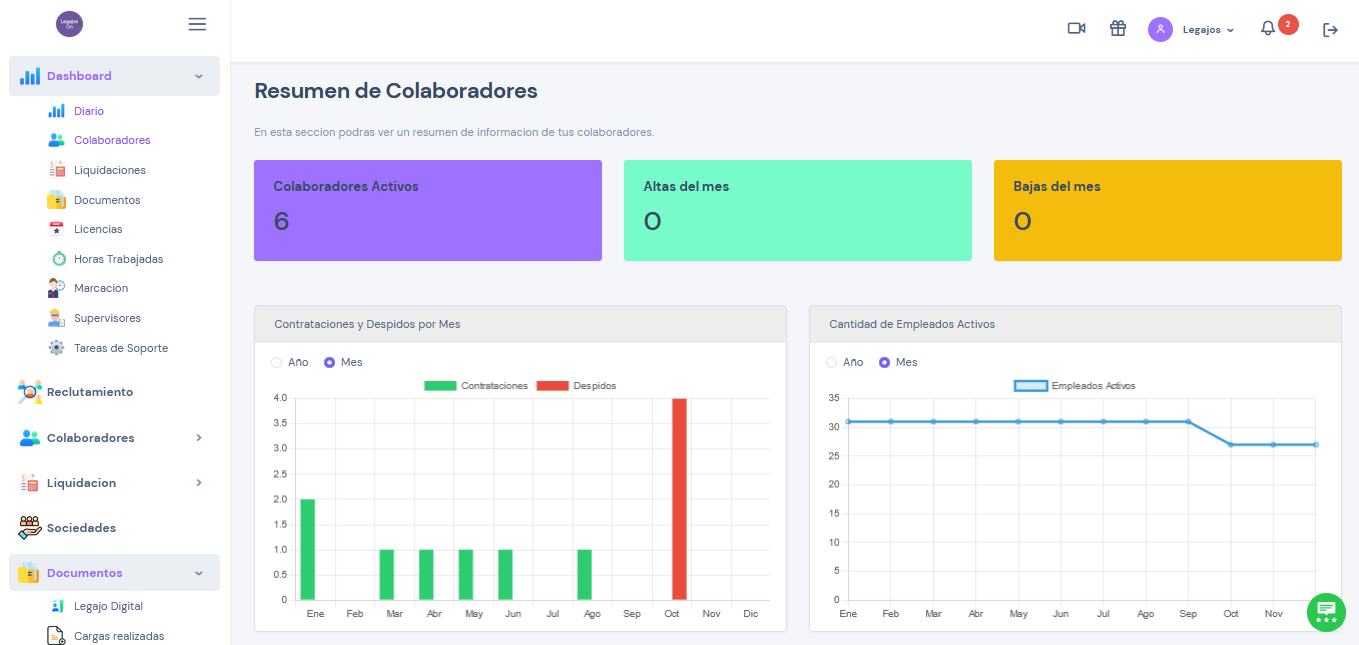 Legajos
On
Dashboard
Diario
Colaboradores
Liquidaciones
Documentos
Licencias
Horas Trabajadas
Marcacion
Supervisores
Tareas de Soporte
Reclutamiento
Colaboradores
Liquidacion
Sociedades
Documentos
Legajo Digital
Cargas realizadas
Legajos
2
Resumen de Colaboradores
En esta seccion podras ver un resumen de informacion de tus colaboradores.
Colaboradores Activos
6
Altas del mes
0
Bajas del mes
0
Contrataciones y Despidos por Mes
Año Mes
Contrataciones Despidos
4.0
3.5
3.0
2.5
2.0
1.5
1.0
0.5
0
Ene Feb Mar Abr May Jun Jul Ago Sep Oct Nov Dic
Cantidad de Empleados Activos
Año Mes
Empleados Activos
35
30
25
20
15
10
5
0
Ene Feb Mar Abr May Jun Jul Ago Sep Oct Nov